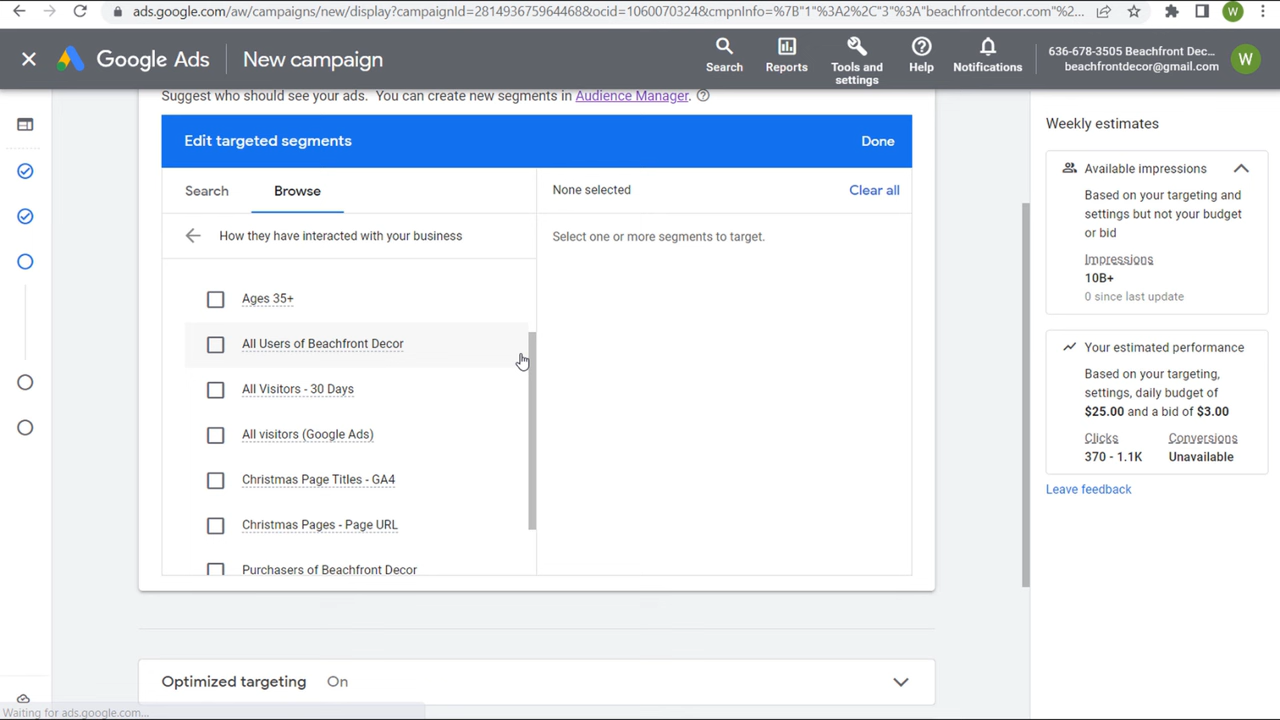 ads.google.com/aw/campaigns/new/display?campaignId=281493675964468&ocid=1060070324&cmpnInfo=%7B"1"%3A2%2C"3"%3A"beachfrontdecor.com"%2...
W
Google Ads
New campaign
Search
Reports
Tools and settings
Help
Notifications
636-678-3505 Beachfront Dec...
beachfrontdecor@gmail.com
W
Suggest who should see your ads. You can create new segments in Audience Manager. ?
Edit targeted segments
Done
Search
Browse
None selected
Clear all
How they have interacted with your business
Select one or more segments to target.
Ages 35+
All Users of Beachfront Decor
All Visitors - 30 Days
All visitors (Google Ads)
Christmas Page Titles - GA4
Christmas Pages - Page URL
Purchasers of Beachfront Decor
Optimized targeting On
Waiting for ads.google.com...
Weekly estimates
Available impressions
Based on your targeting and
settings but not your budget
or bid
Impressions
10B+
0 since last update
Your estimated performance
Based on your targeting,
settings, daily budget of
$25.00 and a bid of $3.00
Clicks
Conversions
370 - 1.1K
Unavailable
Leave feedback